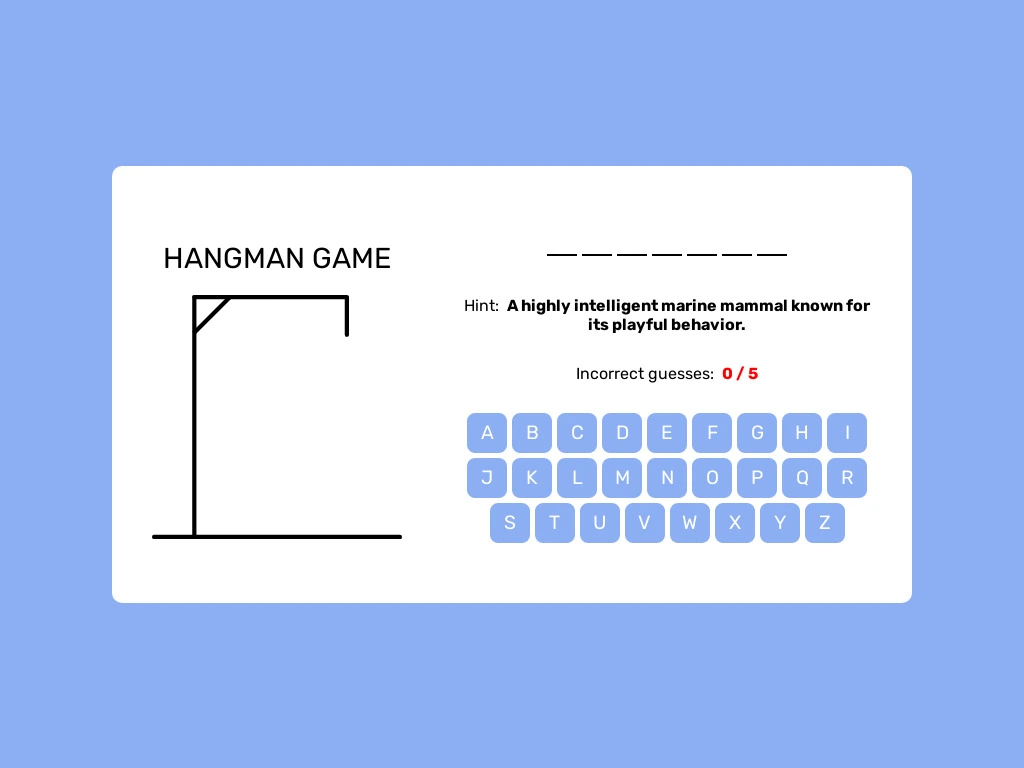 HANGMAN GAME
Hint: A highly intelligent marine mammal known for
its playful behavior.
Incorrect guesses: 0 / 5
A B C D E F G H I
J K L M N O P Q R
S T U V W X Y Z